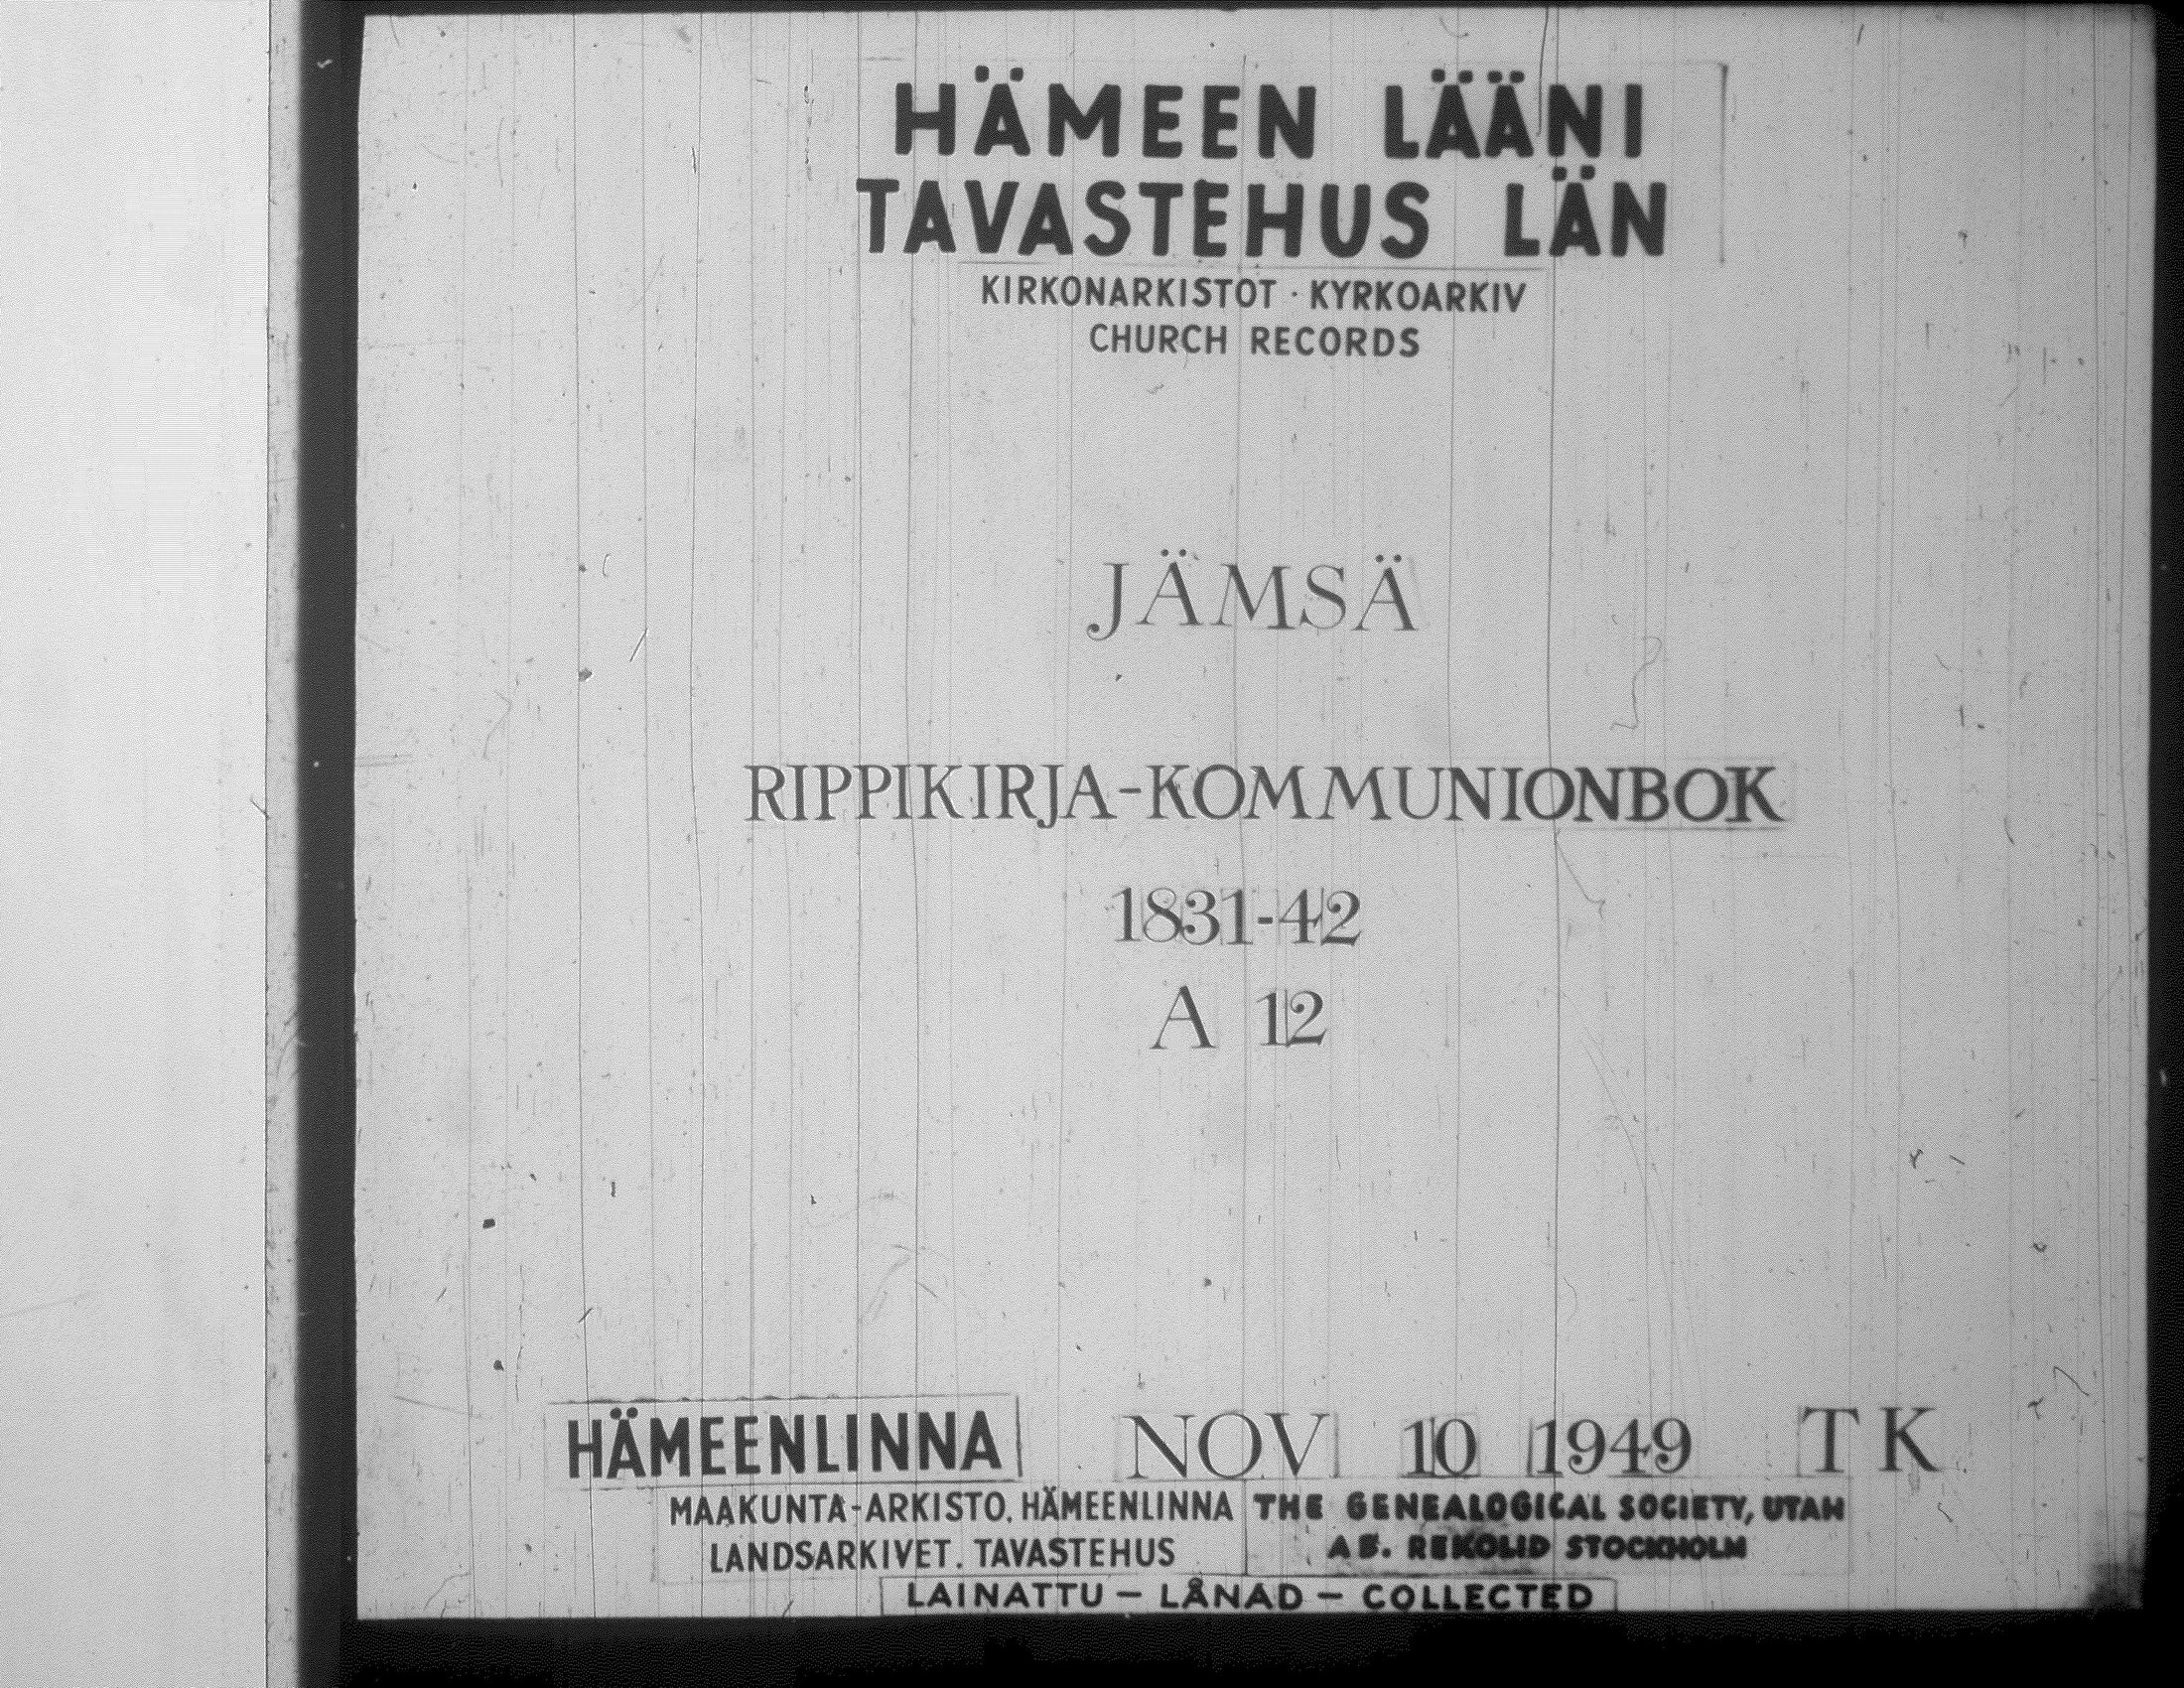 HÄMEEN LÄÄNI
TAVASTEHUS LÄN
KIRKONARKISTOT · KYRKOARKIV
CHURCH RECORDS
JÄMSÄ
RIPPIKIRJA-KOMMUNIONBOK
1831-42
A 12
HÄMEENLINNA NOV 10 1949 TK
MAAKUNTA-ARKISTO, HÄMEENLINNA THE GENEALOGICAL SOCIETY, UTAH
LANDSARKIVET. TAVASTEHUS AB. REKOLID STOCKHOLM
LAINATTU – LÅNAD – COLLECTED